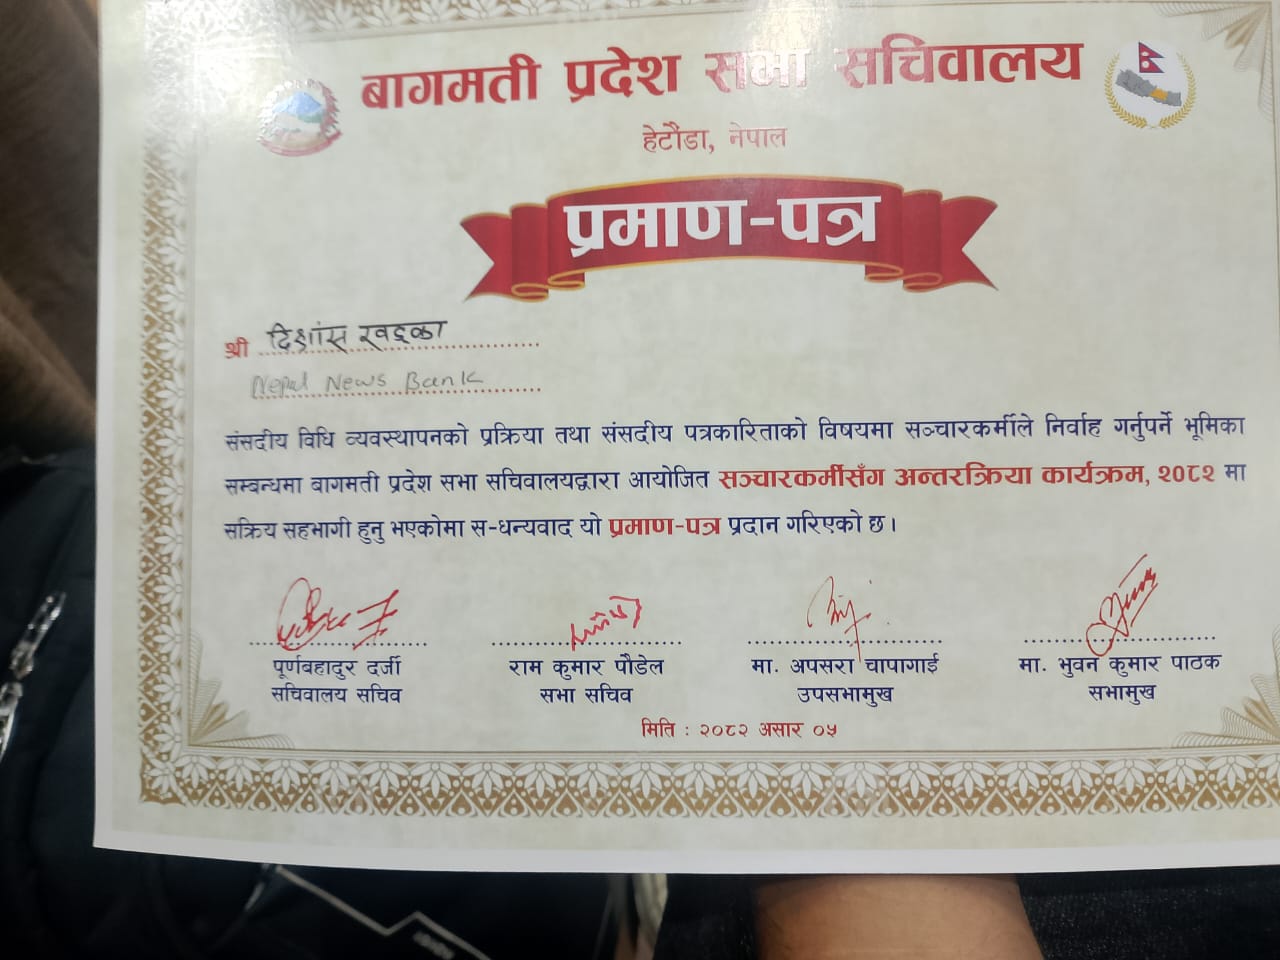 बागमती प्रदेश सभा सचिवालय
हेटौडा, नेपाल
प्रमाण-पत्र
श्री दिक्षांस खड्का
Nepal News Bank
संसदीय विधि व्यवस्थापनको प्रक्रिया तथा संसदीय पत्रकारिताको विषयमा सञ्चारकर्मीले निर्वाह गर्नुपर्ने भूमिका
सम्बन्धमा बागमती प्रदेश सभा सचिवालयद्वारा आयोजित सञ्चारकर्मीसँग अन्तरक्रिया कार्यक्रम, २०८२ मा
सक्रिय सहभागी हुनु भएकोमा स-धन्यवाद यो प्रमाण-पत्र प्रदान गरिएको छ।
पूर्णबहादुर दर्जी राम कुमार पौडेल मा. अपसरा चापागाई मा. भुवन कुमार पाठक
सचिवालय सचिव सभा सचिव उपसभामुख सभामुख
मिति : २०८२ असार ०५